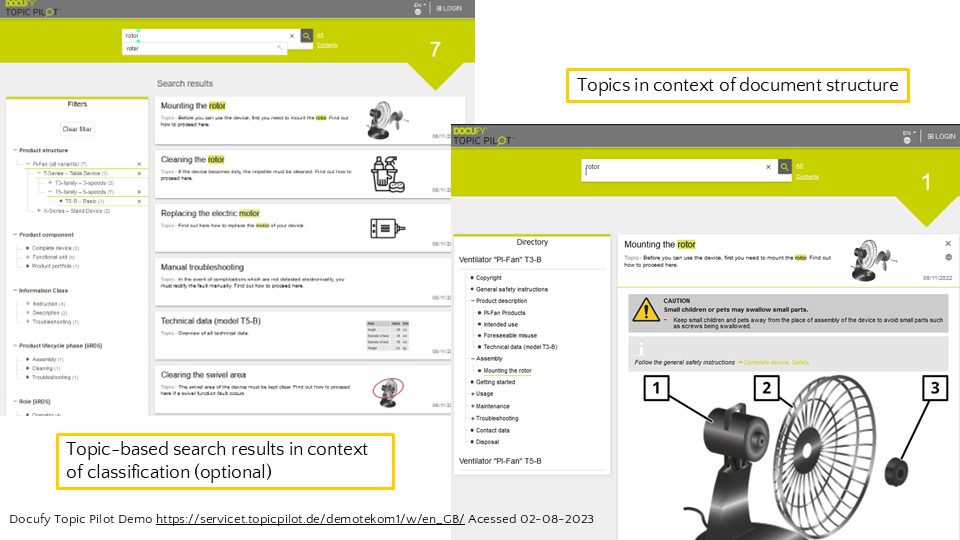 DOCUFY
TOPIC PILOT
EN
LOGIN
rotor
rotor
All
Contents
7
Search results
Filters
Clear filter
Product structure
PI-Fan (all variants) (7)
T-Series – Table Device (7)
T3-family – 3-speeds (3)
T5-family – 5-speeds (7)
T5-B – Basic (7)
X-Series – Stand Device (2)
Product component
Complete device (2)
Functional unit (6)
Product portfolio (1)
Information Class
Instruction (4)
Description (2)
Troubleshooting (1)
Product lifecycle phase [iiRDS]
Assembly (1)
Cleaning (1)
Troubleshooting (1)
Role [iiRDS]
Operator (4)
Mounting the rotor
Topic - Before you can use the device, first you need to mount the rotor. Find out
how to proceed here.
08/11/2
Cleaning the rotor
Topic - If the device becomes dirty, the impeller must be cleaned. Find out how to
proceed here.
Replacing the electric motor
Topic - Find out here how to replace the motor of your device.
Manual troubleshooting
Topic - In the event of complications which are not detected electronically, you
must rectify the fault manually. Find out how to proceed here.
Technical data (model T5-B)
Topic - Overview of all technical data.
Clearing the swivel area
Topic - The swivel area of the device must be kept clear. Find out how to proceed
here if a swivel function fault occurs.
Topic-based search results in context
of classification (optional)
Topics in context of document structure
DOCUFY
TOPIC PILOT
EN
LOGIN
rotor
All
Contents
1
Directory
Ventilator "PI-Fan" T3-B
Copyright
General safety instructions
Product description
PI-Fan Products
Intended use
Foreseeable misuse
Technical data (model T3-B)
Assembly
Mounting the rotor
Getting started
Usage
Maintenance
Troubleshooting
Contact data
Disposal
Ventilator "PI-Fan" T5-B
Mounting the rotor
Topic - Before you can use the device, first you need to mount the rotor. Find out
how to proceed here.
08/11/2022
CAUTION
Small children or pets may swallow small parts.
– Keep small children and pets away from the place of assembly of the device to avoid small parts such
as screws being swallowed.
Follow the general safety instructions Complete device, Safety.
1
2
3
Docufy Topic Pilot Demo https://servicet.topicpilot.de/demotekom1/w/en_GB/ Acessed 02-08-2023